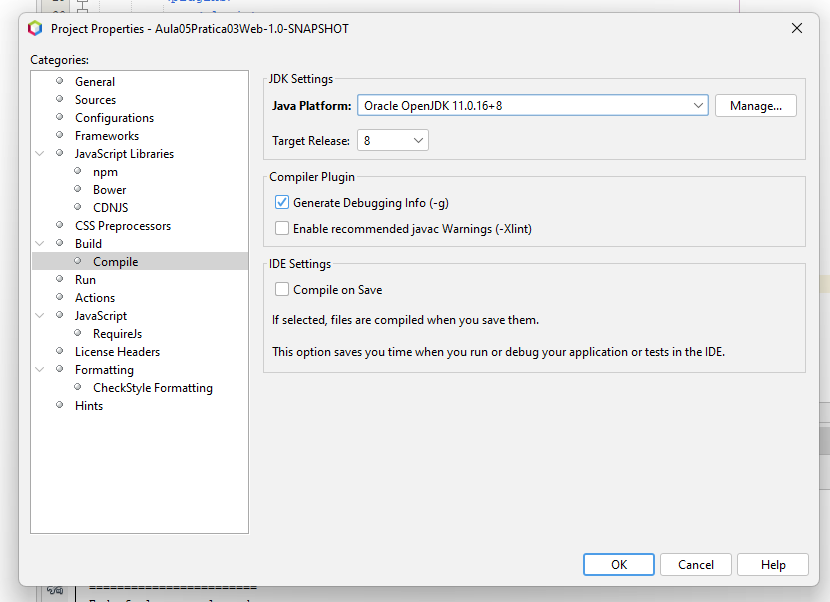 Project Properties - Aula05Pratica03Web-1.0-SNAPSHOT
Categories:
General
Sources
Configurations
Frameworks
JavaScript Libraries
npm
Bower
CDNJS
CSS Preprocessors
Build
Compile
Run
Actions
JavaScript
RequireJs
License Headers
Formatting
CheckStyle Formatting
Hints
JDK Settings
Java Platform: Oracle OpenJDK 11.0.16+8 Manage...
Target Release: 8
Compiler Plugin
Generate Debugging Info (-g)
Enable recommended javac Warnings (-Xlint)
IDE Settings
Compile on Save
If selected, files are compiled when you save them.
This option saves you time when you run or debug your application or tests in the IDE.
OK Cancel Help
========================